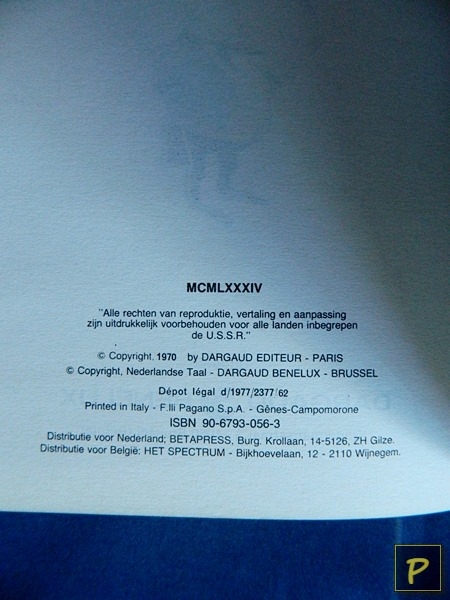 MCMLXXXIV
"Alle rechten van reproduktie, vertaling en aanpassing
zijn uitdrukkelijk voorbehouden voor alle landen inbegrepen
de U.S.S.R."
© Copyright. 1970 by DARGAUD EDITEUR - PARIS
© Copyright, Nederlandse Taal - DARGAUD BENELUX - BRUSSEL
Dépot légal d/1977/2377/62
Printed in Italy - F.lli Pagano S.p.A. - Gênes-Campomorone
ISBN 90-6793-056-3
Distributie voor Nederland; BETAPRESS, Burg. Krollaan, 14-5126, ZH Gilze.
Distributie voor België: HET SPECTRUM - Bijkhoevelaan, 12 - 2110 Wijnegem.
P